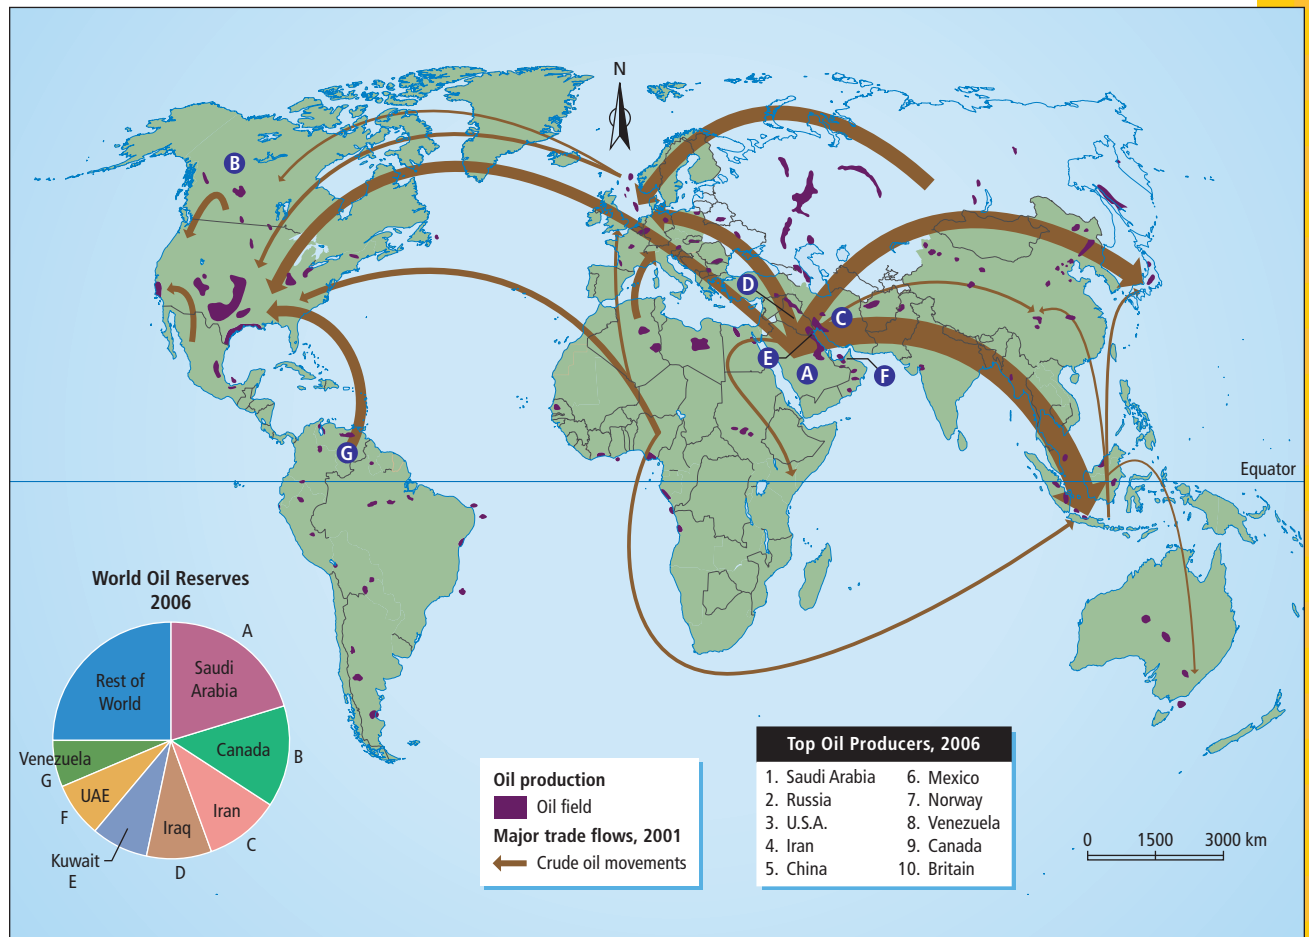 N
B
D
C
E
A
F
G
Equator
World Oil Reserves
2006
A
Saudi
Arabia
Rest of
World
Canada
B
Venezuela
G
UAE
F
Iran
C
Iraq
D
Kuwait
E
Oil production
Oil field
Major trade flows, 2001
Crude oil movements
Top Oil Producers, 2006
1. Saudi Arabia
2. Russia
3. U.S.A.
4. Iran
5. China
6. Mexico
7. Norway
8. Venezuela
9. Canada
10. Britain
0 1500 3000 km